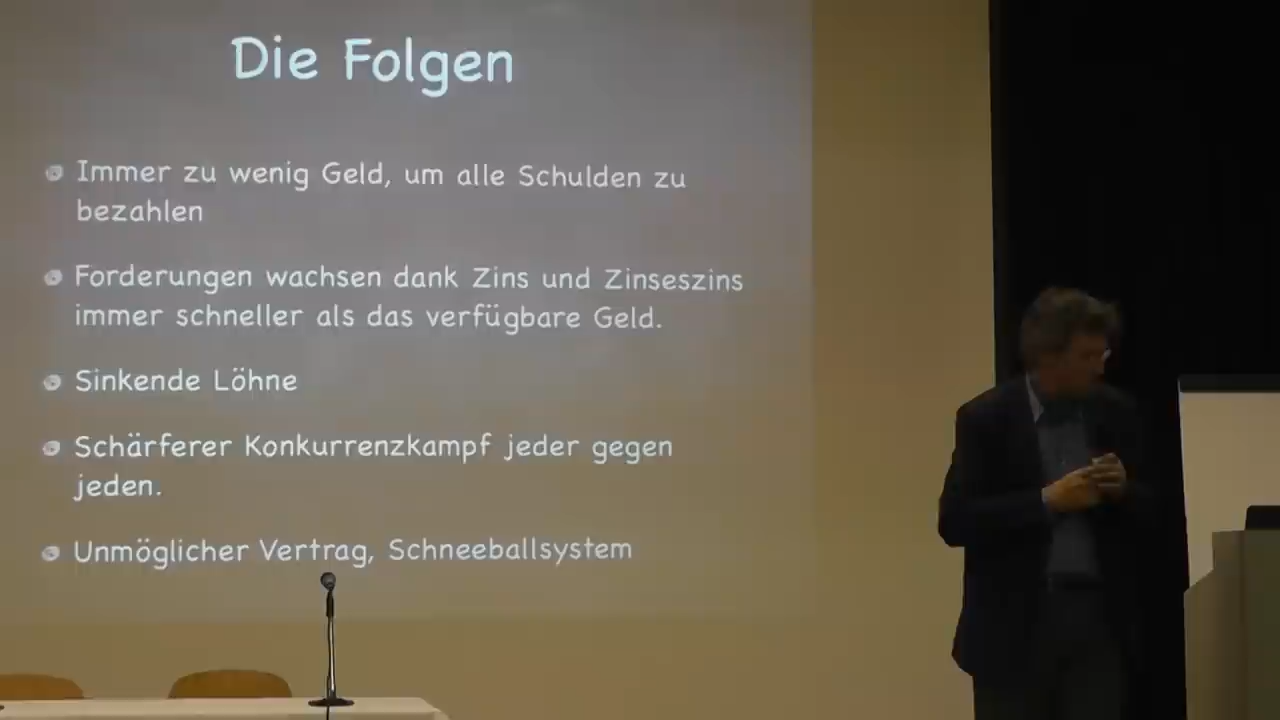 Die Folgen
Immer zu wenig Geld, um alle Schulden zu
bezahlen
Forderungen wachsen dank Zins und Zinseszins
immer schneller als das verfügbare Geld.
Sinkende Löhne
Schärferer Konkurrenzkampf jeder gegen
jeden.
Unmöglicher Vertrag, Schneeballsystem